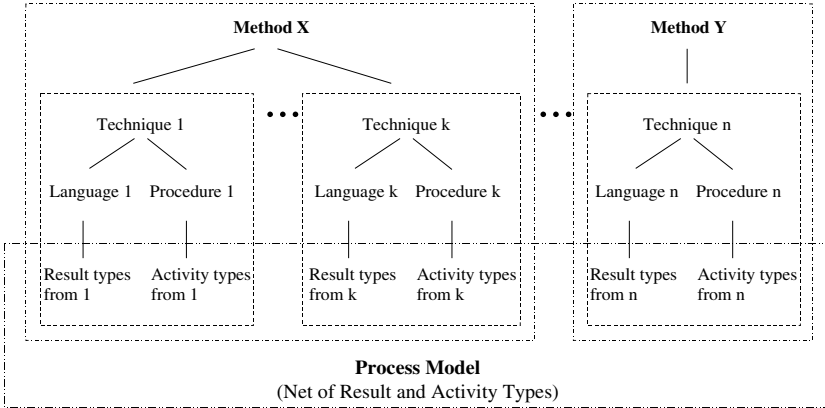 Method X
Method Y
Technique 1
...
Technique k
...
Technique n
Language 1 Procedure 1
Language k Procedure k
Language n Procedure n
Result types
from 1
Activity types
from 1
Result types
from k
Activity types
from k
Result types
from n
Activity types
from n
Process Model
(Net of Result and Activity Types)